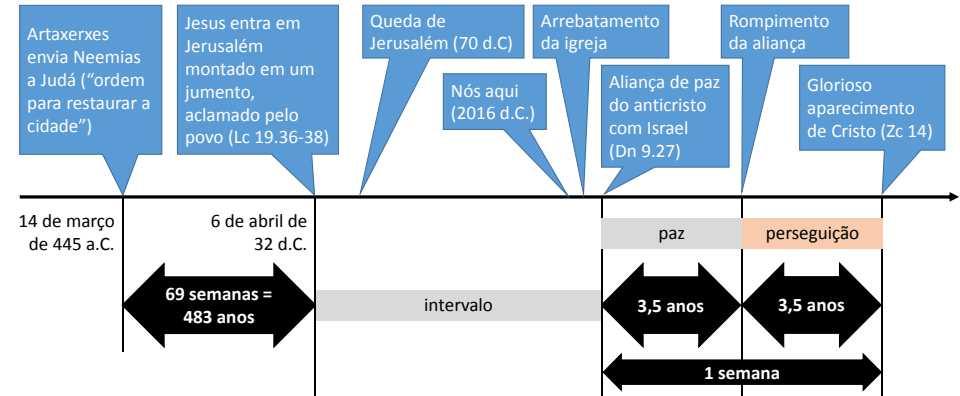 Artaxerxes
envia Neemias
a Judá (“ordem
para restaurar a
cidade”)
Jesus entra em
Jerusalém
montado em um
jumento,
aclamado pelo
povo (Lc 19.36-38)
Queda de
Jerusalém (70 d.C)
Nós aqui
(2016 d.C.)
Arrebatamento
da igreja
Aliança de paz
do anticristo
com Israel
(Dn 9.27)
Rompimento
da aliança
Glorioso
aparecimento
de Cristo (Zc 14)
14 de março
de 445 a.C.
6 de abril de
32 d.C.
paz
perseguição
69 semanas =
483 anos
intervalo
3,5 anos
3,5 anos
1 semana